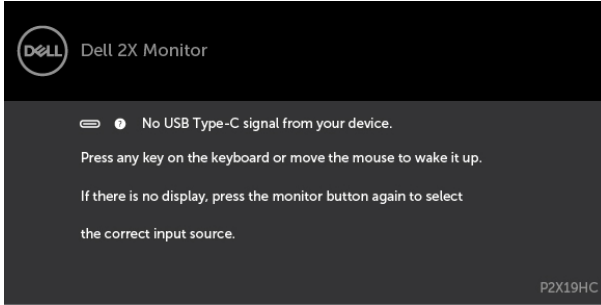 DELL
Dell 2X Monitor
? No USB Type-C signal from your device.
Press any key on the keyboard or move the mouse to wake it up.
If there is no display, press the monitor button again to select
the correct input source.
P2X19HC